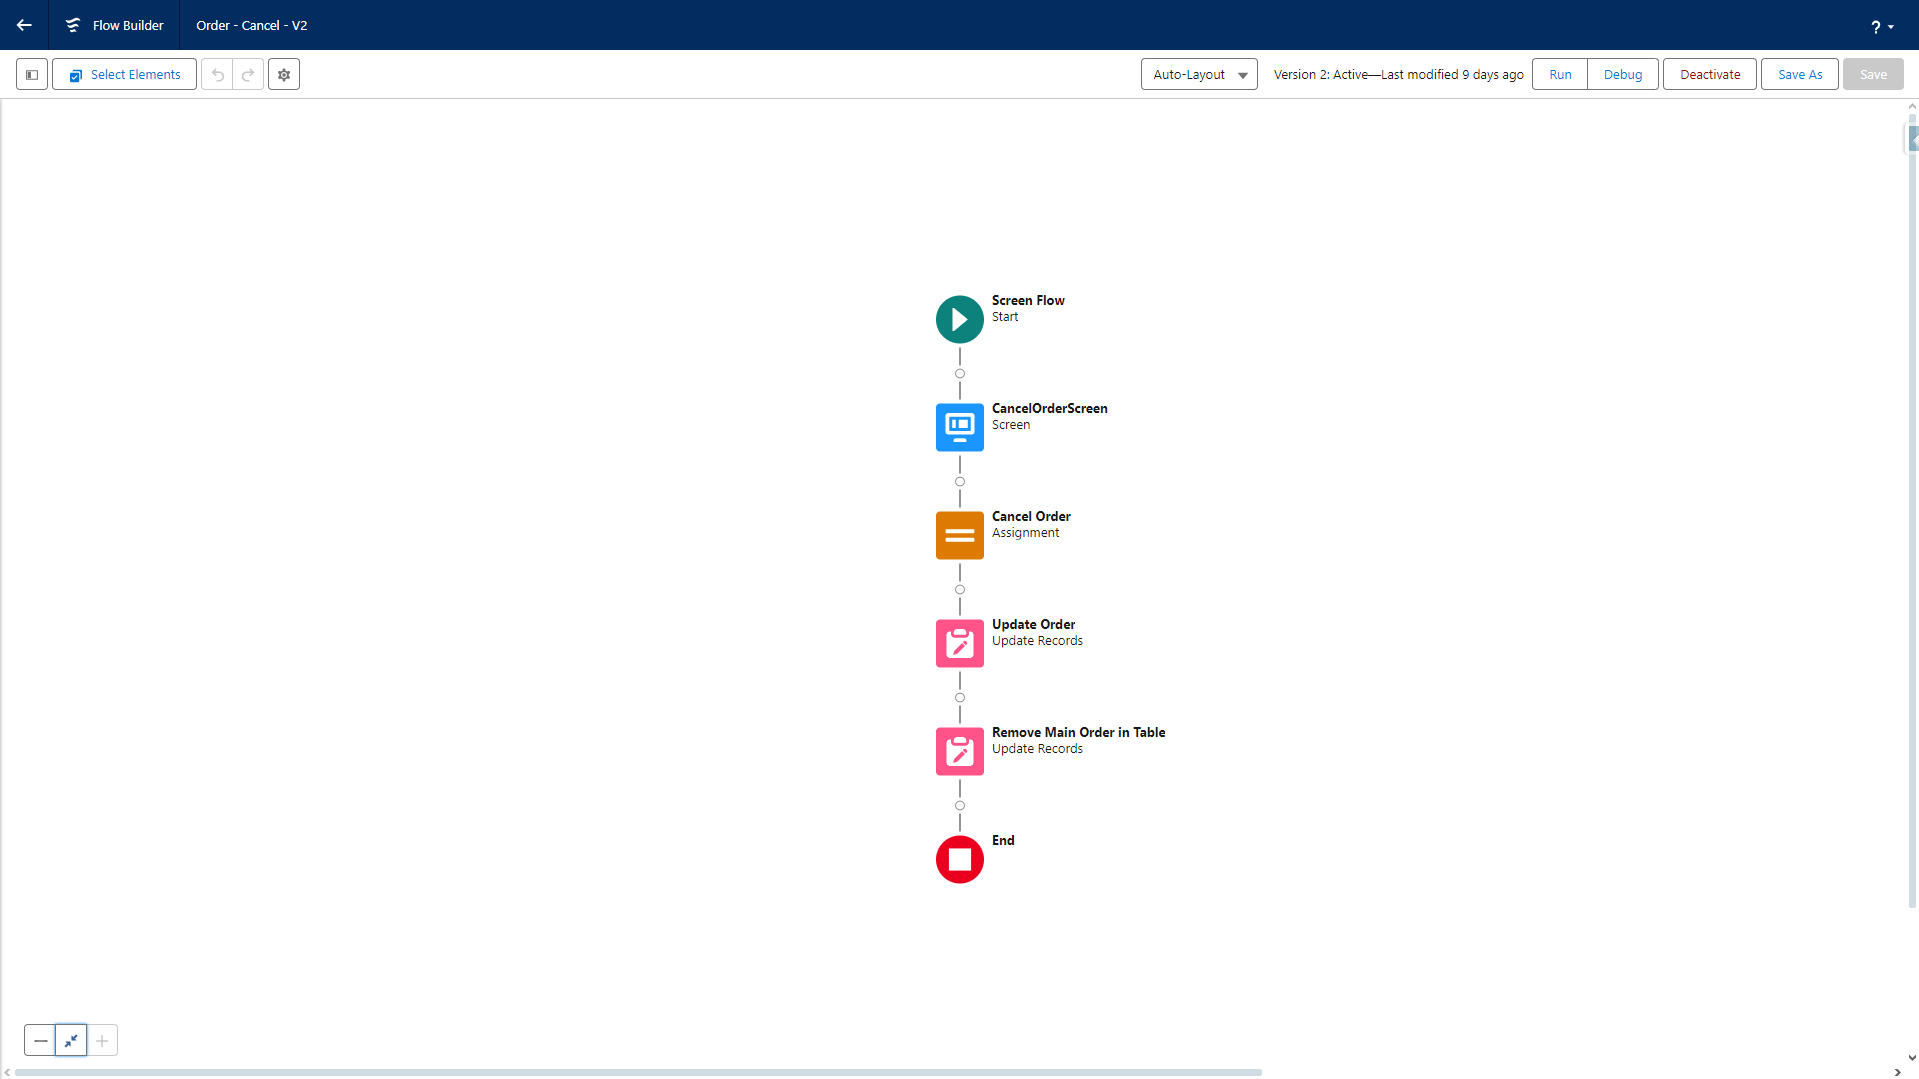 Flow Builder
Order - Cancel - V2
?
Select Elements
Auto-Layout
Version 2: Active—Last modified 9 days ago
Run
Debug
Deactivate
Save As
Save
Screen Flow
Start
CancelOrderScreen
Screen
Cancel Order
Assignment
Update Order
Update Records
Remove Main Order in Table
Update Records
End